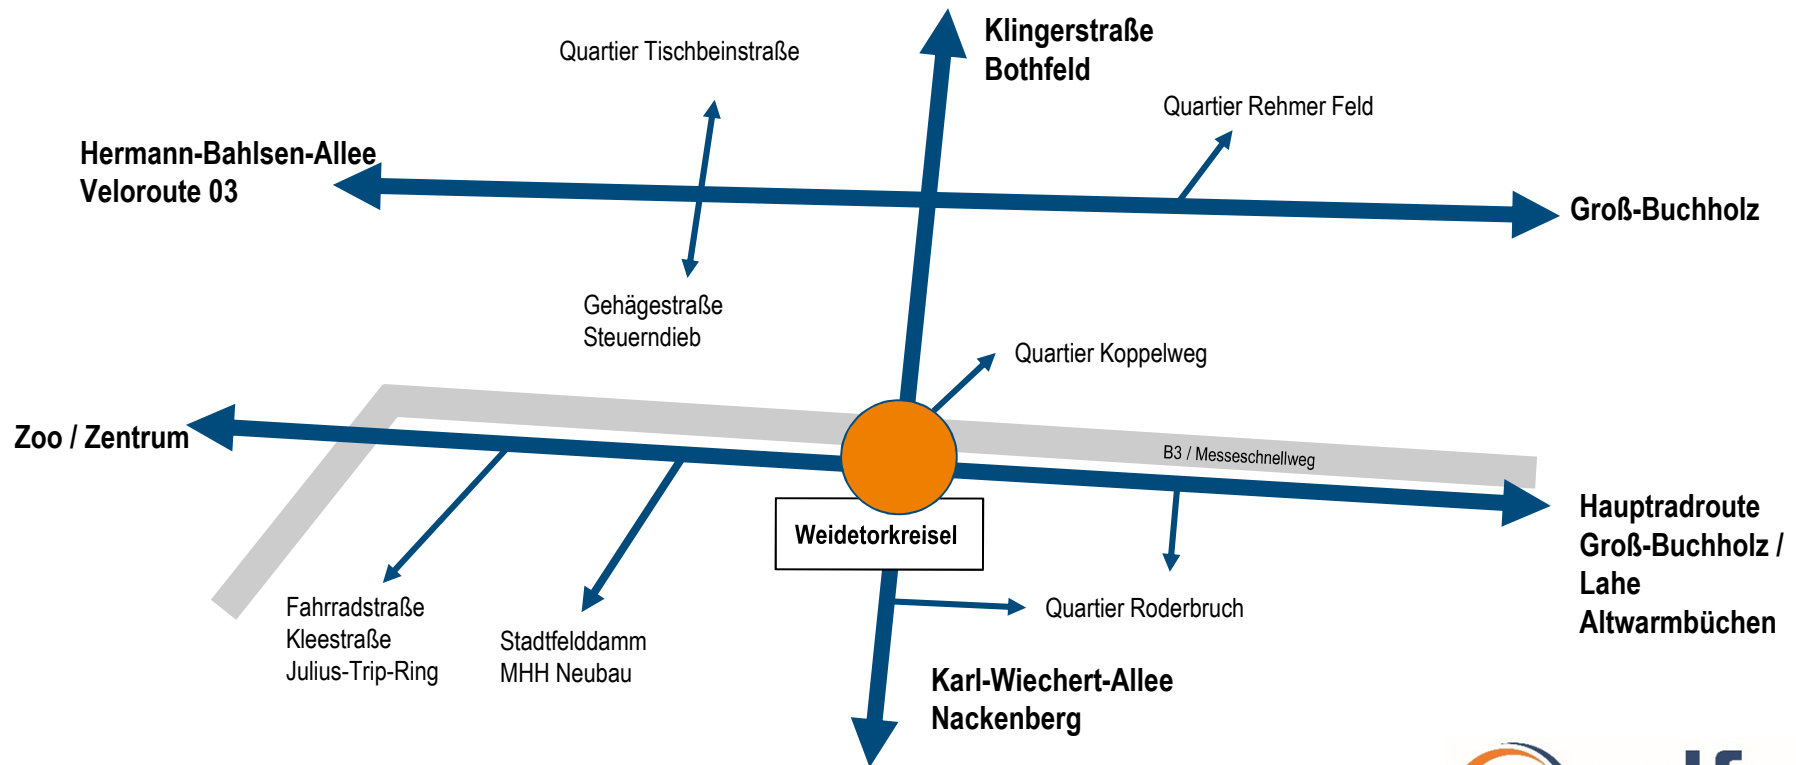 Klingerstraße
Bothfeld
Quartier Tischbeinstraße
Quartier Rehmer Feld
Hermann-Bahlsen-Allee
Veloroute 03
Groß-Buchholz
Gehägestraße
Steuerndieb
Quartier Koppelweg
Zoo / Zentrum
B3 / Messeschnellweg
Weidetorkreisel
Hauptradroute
Groß-Buchholz /
Lahe
Altwarmbüchen
Fahrradstraße
Kleestraße
Julius-Trip-Ring
Stadtfelddamm
MHH Neubau
Quartier Roderbruch
Karl-Wiechert-Allee
Nackenberg